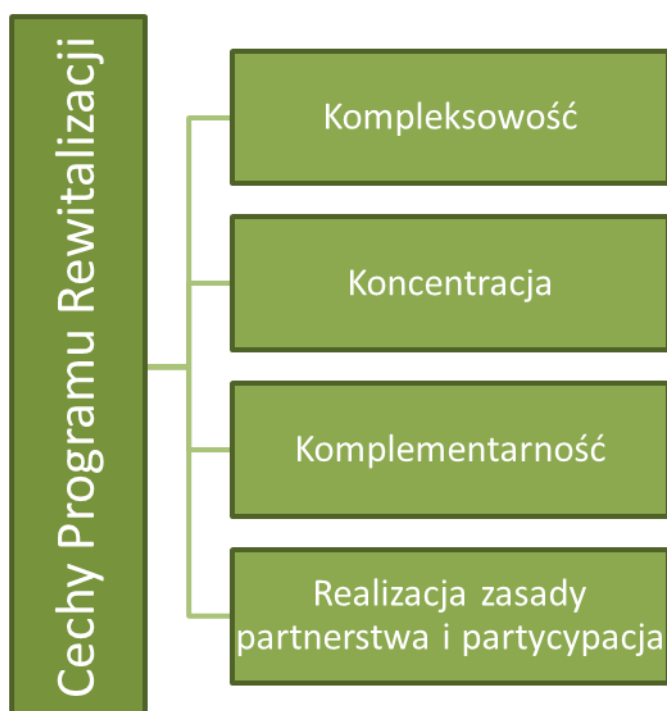 Cechy Programu Rewitalizacji
Kompleksowość
Koncentracja
Komplementarność
Realizacja zasady
partnerstwa i partycypacja